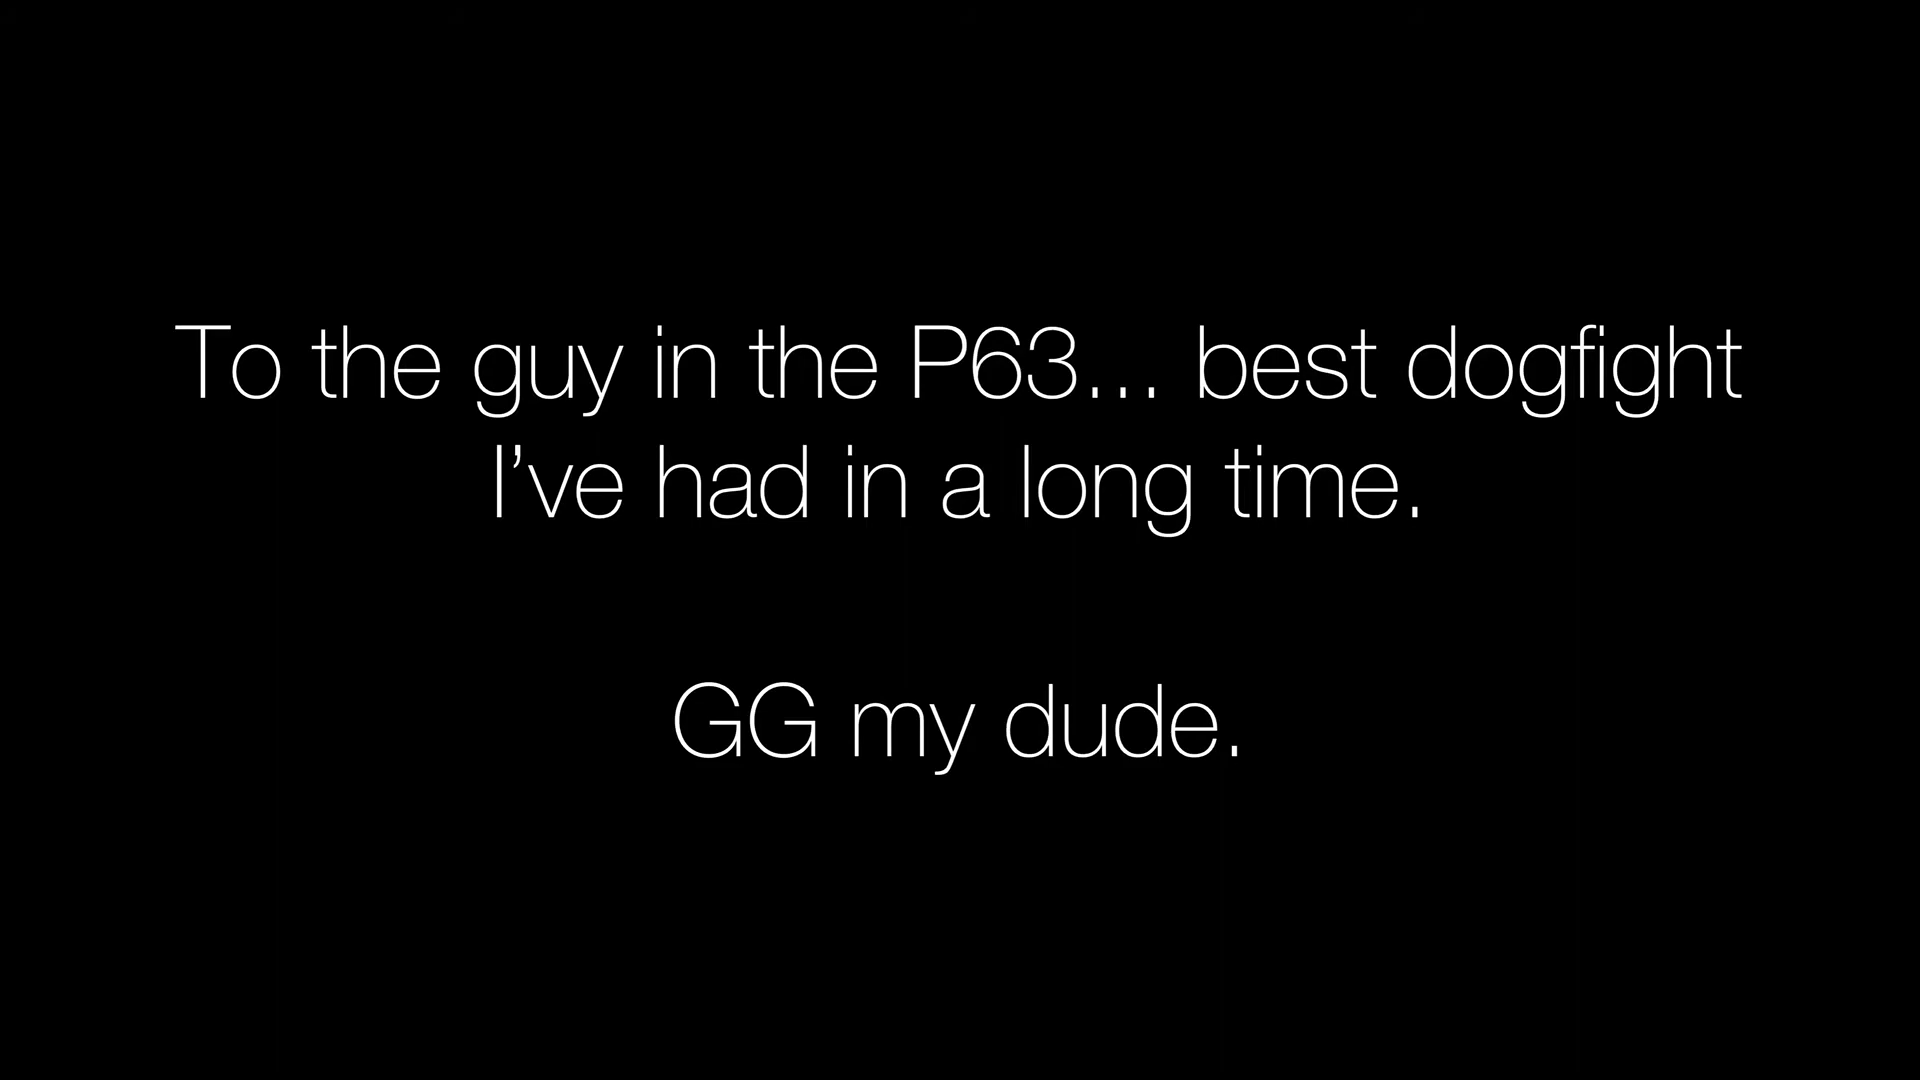 To the guy in the P63... best dogfight
I’ve had in a long time.
GG my dude.